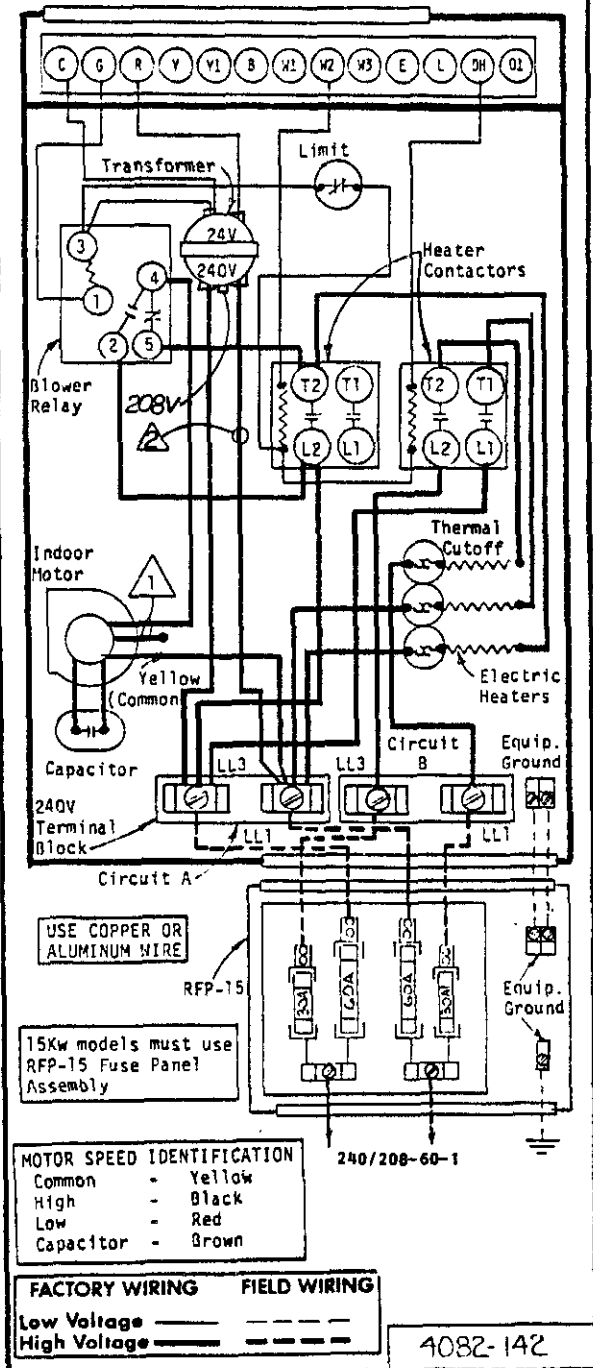 C G R Y Y1 B W1 W2 W3 E L DH O1
Transformer
Limit
24V
240V
3
1
4
2
5
Heater
Contactors
Blower
Relay
208V
2
T2 T1
L2 L1
T2 T1
L2 L1
Thermal
Cutoff
Indoor
Motor
1
Yellow
(Common
Electric
Heaters
Capacitor
LL3
LL3
Circuit
B
Equip.
Ground
240V
Terminal
Block
LL1
LL1
Circuit A
USE COPPER OR
ALUMINUM WIRE
RFP-15
30A
60A
60A
30A
Equip.
Ground
15Kw models must use
RFP-15 Fuse Panel
Assembly
240/208-60-1
MOTOR SPEED IDENTIFICATION
Common - Yellow
High - Black
Low - Red
Capacitor - Brown
FACTORY WIRING FIELD WIRING
Low Voltage
High Voltage
4082-142